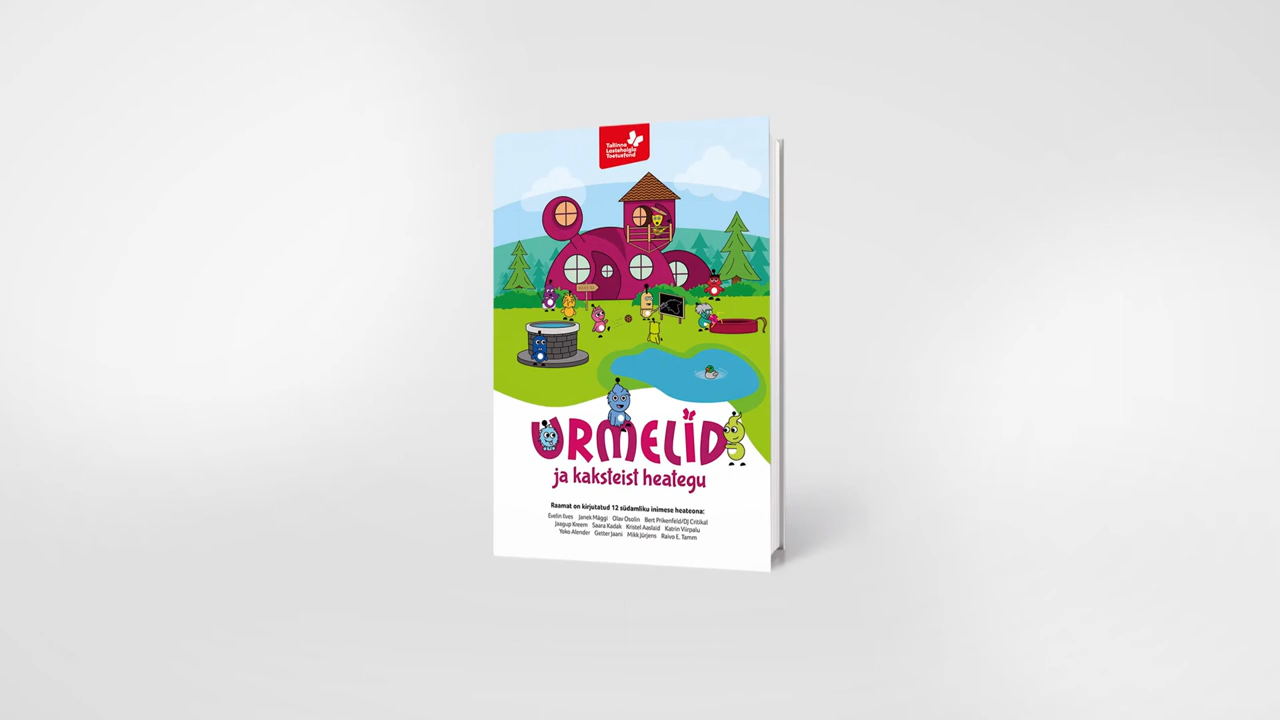 Tallinna
Lastehaigla
Toetusfond
URMELID
ja kaksteist heategu
Raamat on kirjutatud 12 südamliku inimese heateona:
Evelin Ilves Janek Mäggi Olav Osolin Bert Prikenfeld/DJ Critikal
Jaagup Kreem Saara Kadak Kristel Aaslaid Katrin Viirpalu
Yoko Alender Getter Jaani Mikk Jürjens Raivo E. Tamm